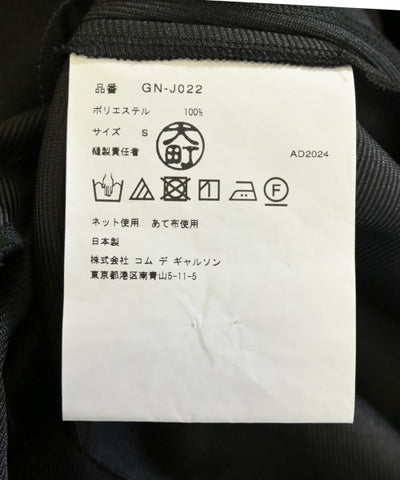 品番 GN-J022
ポリエステル 100%
サイズ S
縫製責任者 大町 AD2024
F
ネット使用 あて布使用
日本製
株式会社 コム デ ギャルソン
東京都港区南青山5-11-5